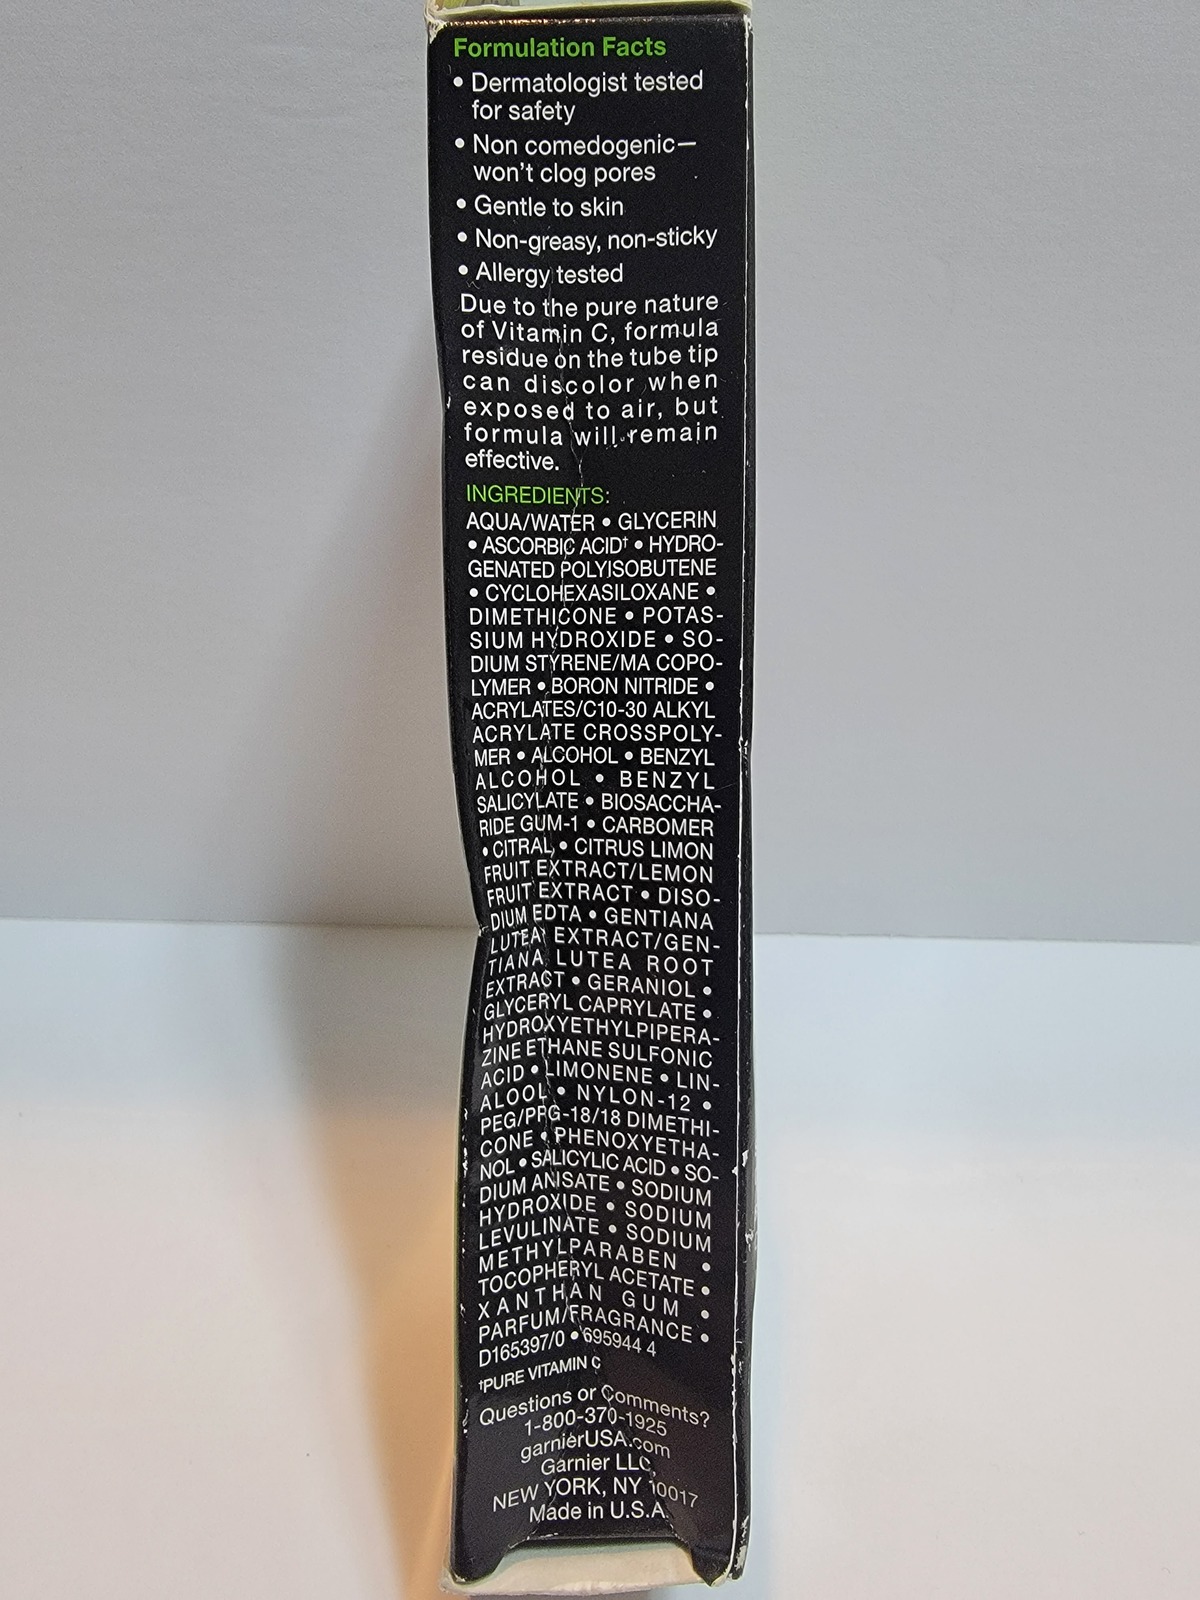 Formulation Facts
• Dermatologist tested
for safety
• Non comedogenic—
won't clog pores
• Gentle to skin
• Non-greasy, non-sticky
• Allergy tested
Due to the pure nature
of Vitamin C, formula
residue on the tube tip
can discolor when
exposed to air, but
formula will remain
effective.
INGREDIENTS:
AQUA/WATER • GLYCERIN
• ASCORBIC ACID† • HYDRO-
GENATED POLYISOBUTENE
• CYCLOHEXASILOXANE •
DIMETHICONE • POTAS-
SIUM HYDROXIDE • SO-
DIUM STYRENE/MA COPO-
LYMER • BORON NITRIDE •
ACRYLATES/C10-30 ALKYL
ACRYLATE CROSSPOLY-
MER • ALCOHOL • BENZYL
ALCOHOL • BENZYL
SALICYLATE • BIOSACCHA-
RIDE GUM-1 • CARBOMER
• CITRAL • CITRUS LIMON
FRUIT EXTRACT/LEMON
FRUIT EXTRACT • DISO-
DIUM EDTA • GENTIANA
LUTEA EXTRACT/GEN-
TIANA LUTEA ROOT
EXTRACT • GERANIOL •
GLYCERYL CAPRYLATE •
HYDROXYETHYLPIPERA-
ZINE ETHANE SULFONIC
ACID • LIMONENE • LIN-
ALOOL • NYLON-12 •
PEG/PPG-18/18 DIMETHI-
CONE • PHENOXYETHA-
NOL • SALICYLIC ACID • SO-
DIUM ANISATE • SODIUM
HYDROXIDE • SODIUM
LEVULINATE • SODIUM
METHYLPARABEN •
TOCOPHERYL ACETATE •
XANTHAN GUM •
PARFUM/FRAGRANCE •
D165397/0 • 695944 4
†PURE VITAMIN C
Questions or Comments?
1-800-370-1925
garnierUSA.com
Garnier LLC,
NEW YORK, NY 10017
Made in U.S.A.